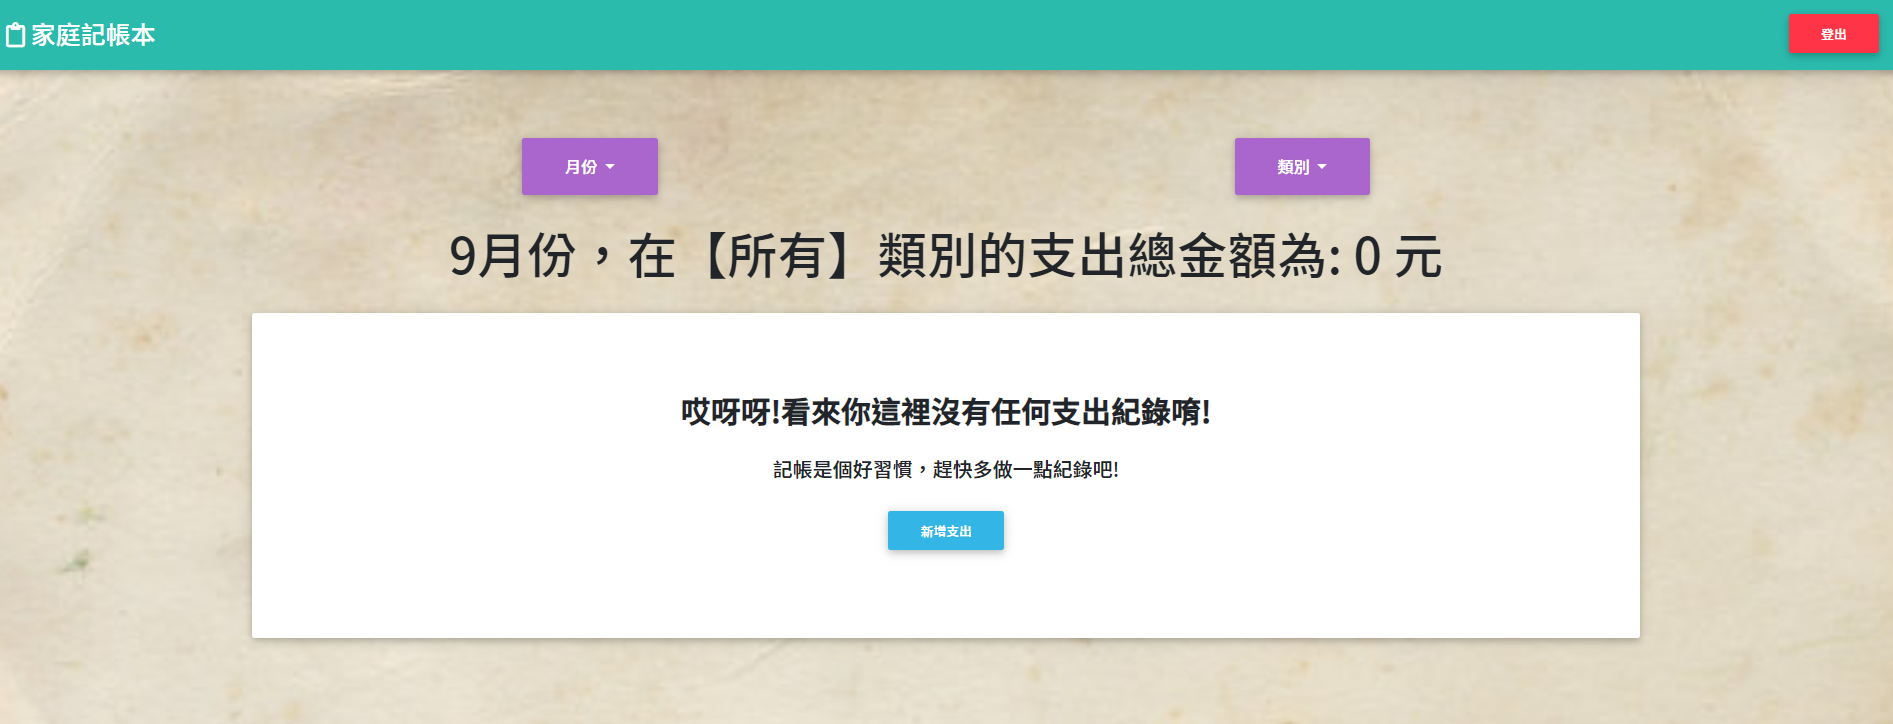 家庭記帳本
登出
月份
類別
9月份，在【所有】類別的支出總金額為: 0 元
哎呀呀!看來你這裡沒有任何支出紀錄唷!
記帳是個好習慣，趕快多做一點紀錄吧!
新增支出